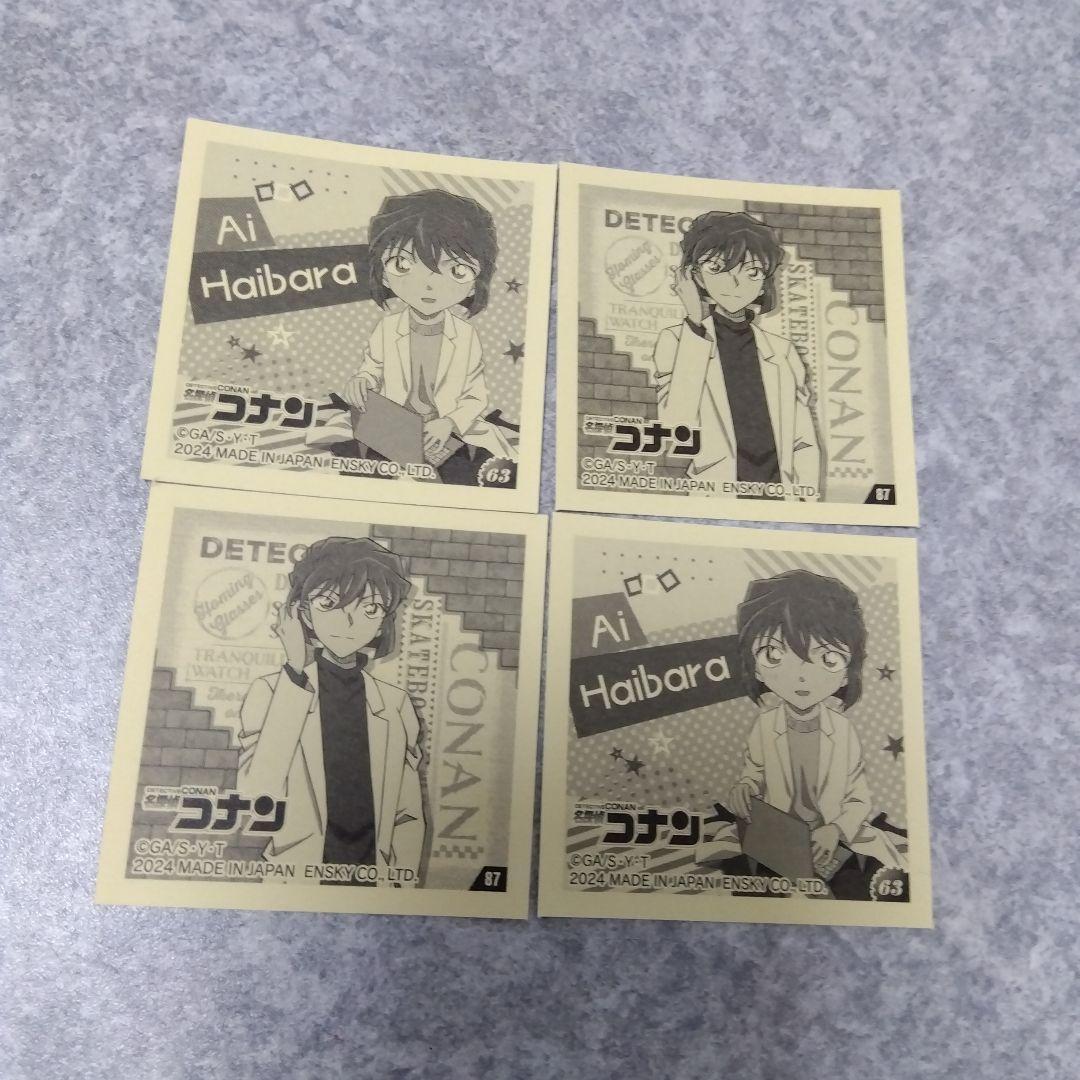 Ai
Haibara
DETECTIVE CONAN
名探偵
コナン
©GA/S・Y・T
2024 MADE IN JAPAN ENSKY CO., LTD.
63
DETEC
Homing
Glasses
TRANQUIL
WATCH
SKATEBO
CONAN
DETECTIVE CONAN
名探偵
コナン
©GA/S・Y・T
2024 MADE IN JAPAN ENSKY CO., LTD.
87
DETEC
Homing
Glasses
TRANQUIL
WATCH
SKATEBO
CONAN
DETECTIVE CONAN
名探偵
コナン
©GA/S・Y・T
2024 MADE IN JAPAN ENSKY CO., LTD.
87
Ai
Haibara
DETECTIVE CONAN
名探偵
コナン
©GA/S・Y・T
2024 MADE IN JAPAN ENSKY CO., LTD.
63